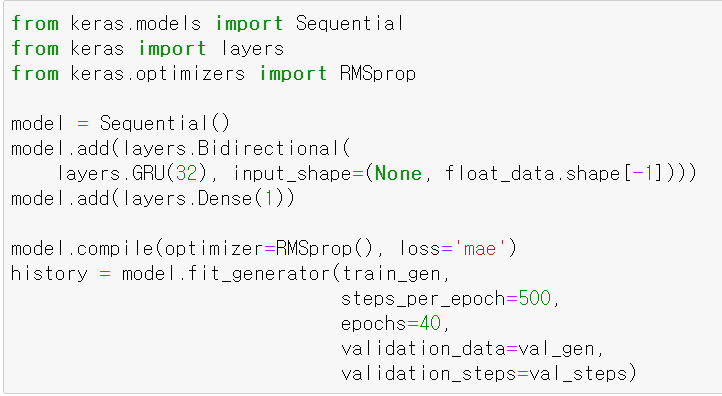 from keras.models import Sequential
from keras import layers
from keras.optimizers import RMSprop

model = Sequential()
model.add(layers.Bidirectional(
    layers.GRU(32), input_shape=(None, float_data.shape[-1])))
model.add(layers.Dense(1))

model.compile(optimizer=RMSprop(), loss='mae')
history = model.fit_generator(train_gen,
                              steps_per_epoch=500,
                              epochs=40,
                              validation_data=val_gen,
                              validation_steps=val_steps)